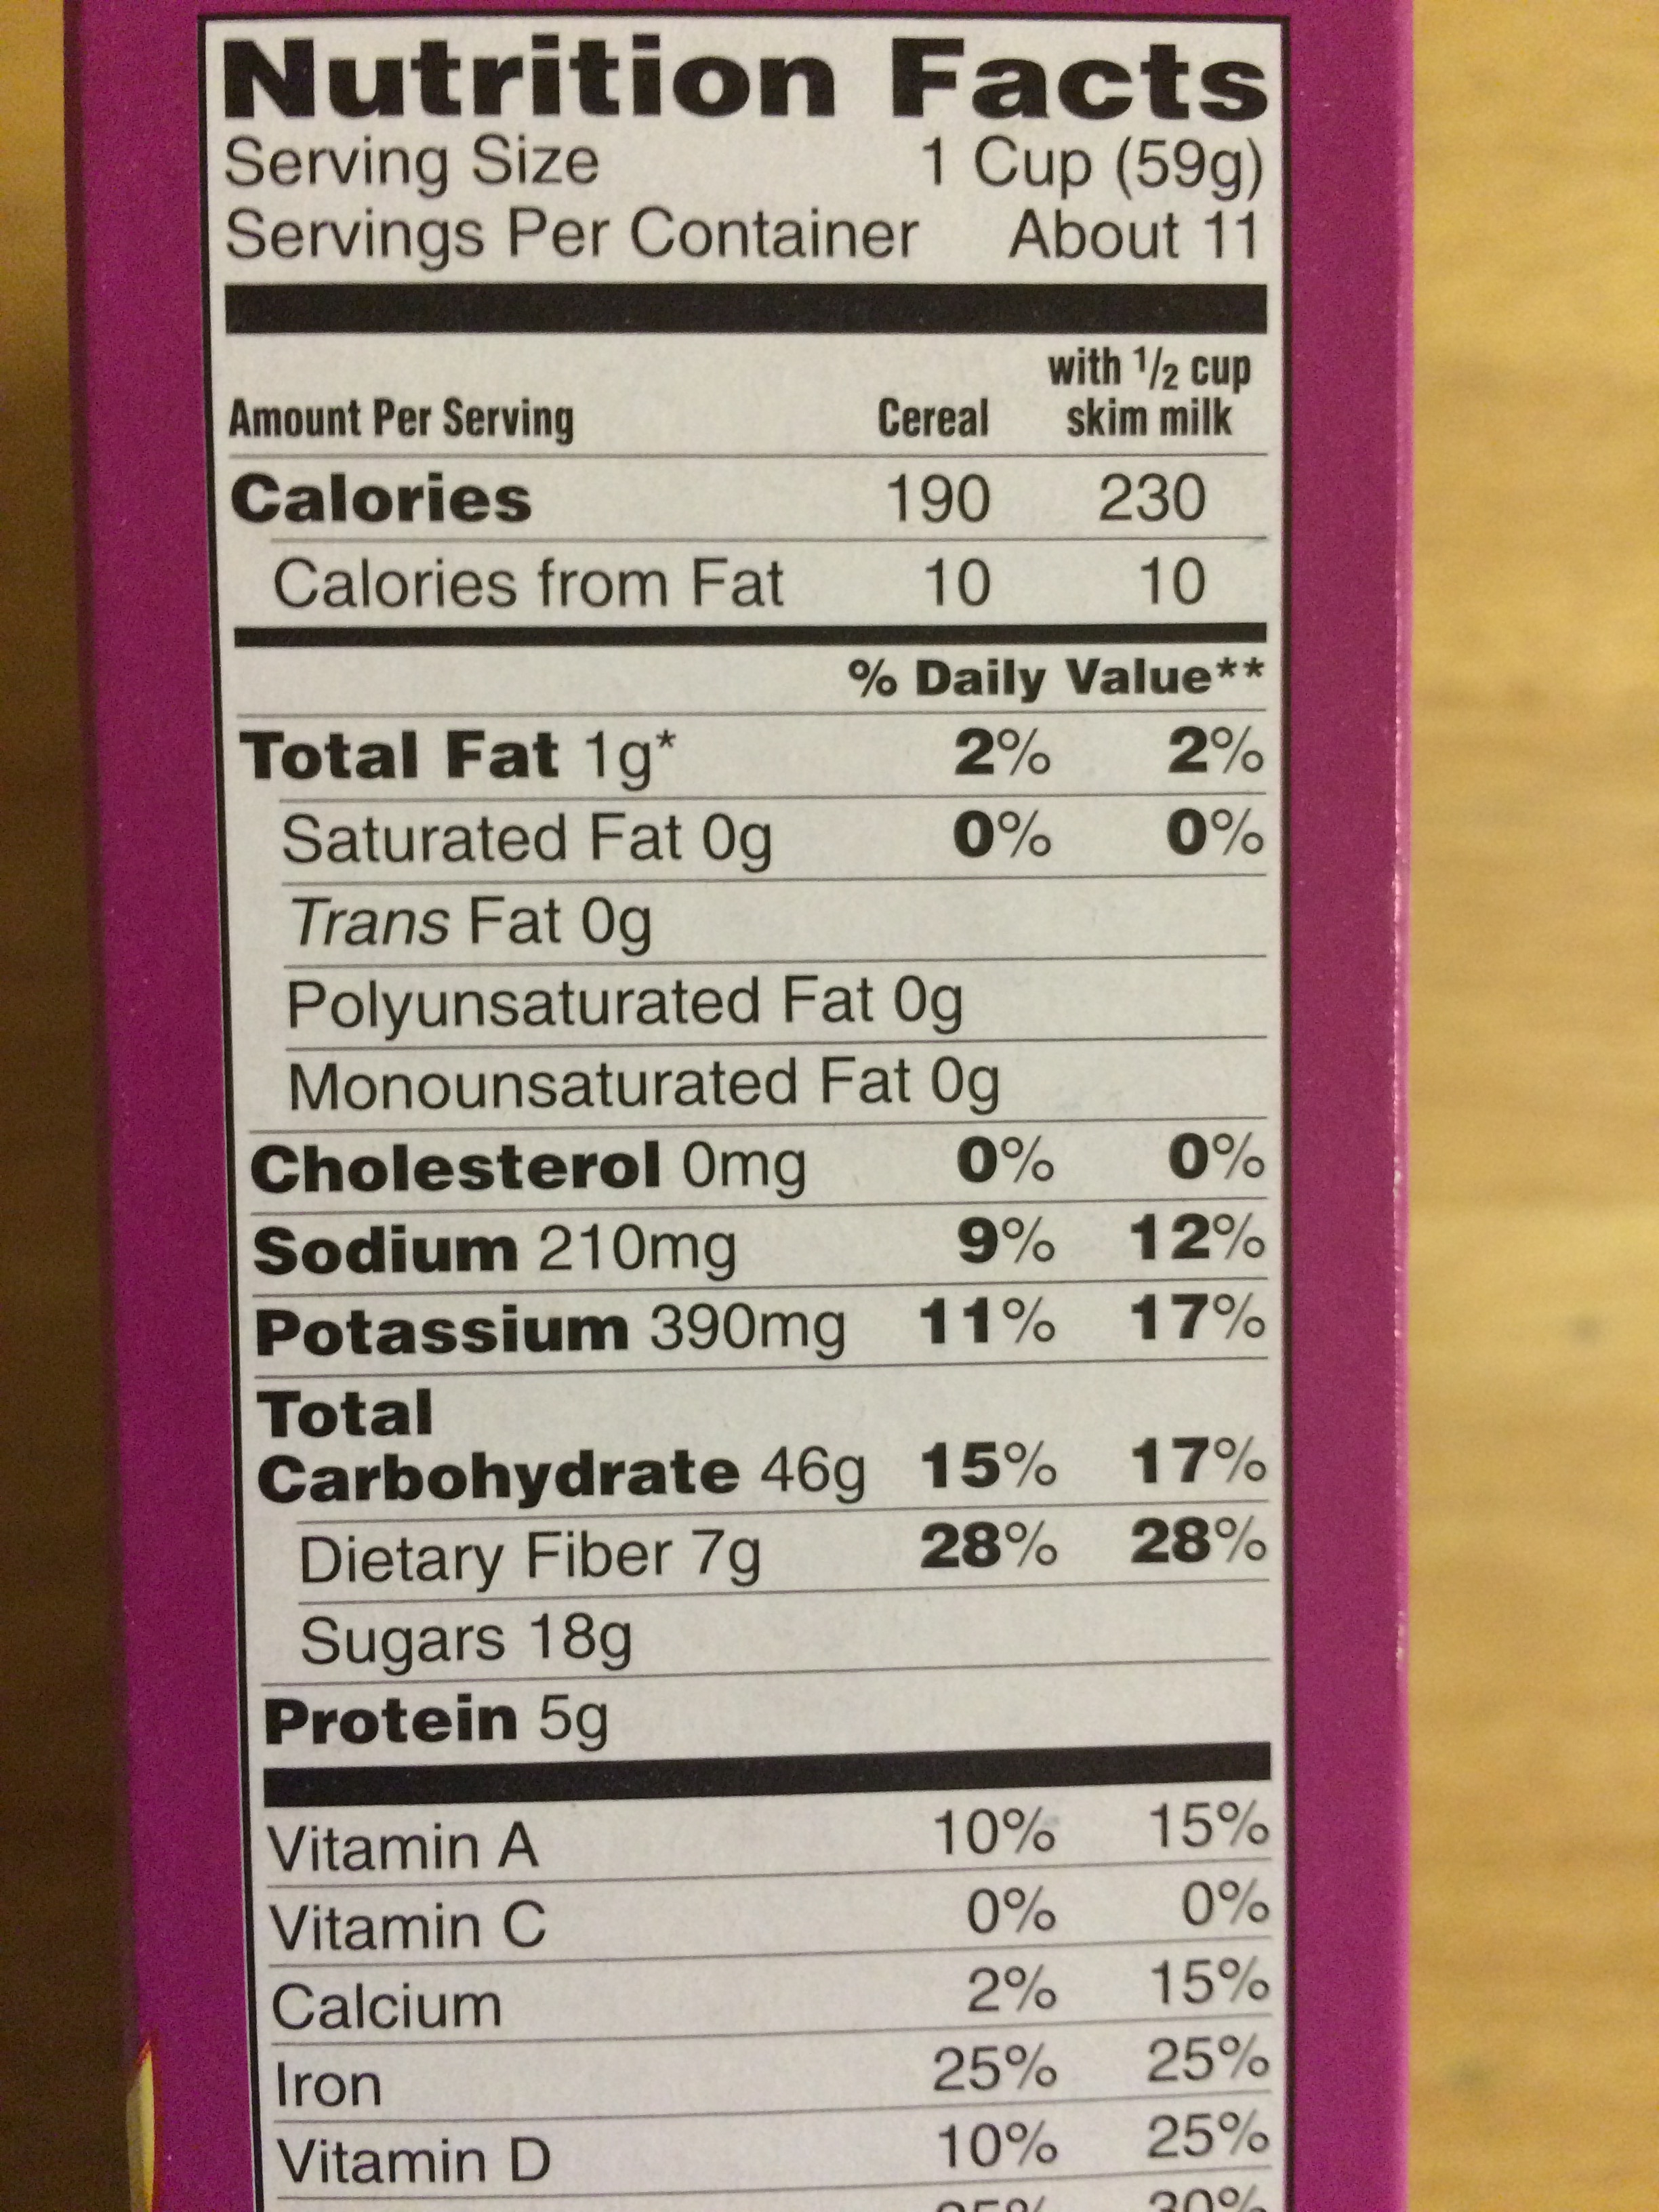 Nutrition Facts
Serving Size 1 Cup (59g)
Servings Per Container About 11
with 1/2 cup
Amount Per Serving Cereal skim milk
Calories 190 230
Calories from Fat 10 10
% Daily Value**
Total Fat 1g* 2% 2%
Saturated Fat 0g 0% 0%
Trans Fat 0g
Polyunsaturated Fat 0g
Monounsaturated Fat 0g
Cholesterol 0mg 0% 0%
Sodium 210mg 9% 12%
Potassium 390mg 11% 17%
Total
Carbohydrate 46g 15% 17%
Dietary Fiber 7g 28% 28%
Sugars 18g
Protein 5g
Vitamin A 10% 15%
Vitamin C 0% 0%
Calcium 2% 15%
Iron 25% 25%
Vitamin D 10% 25%